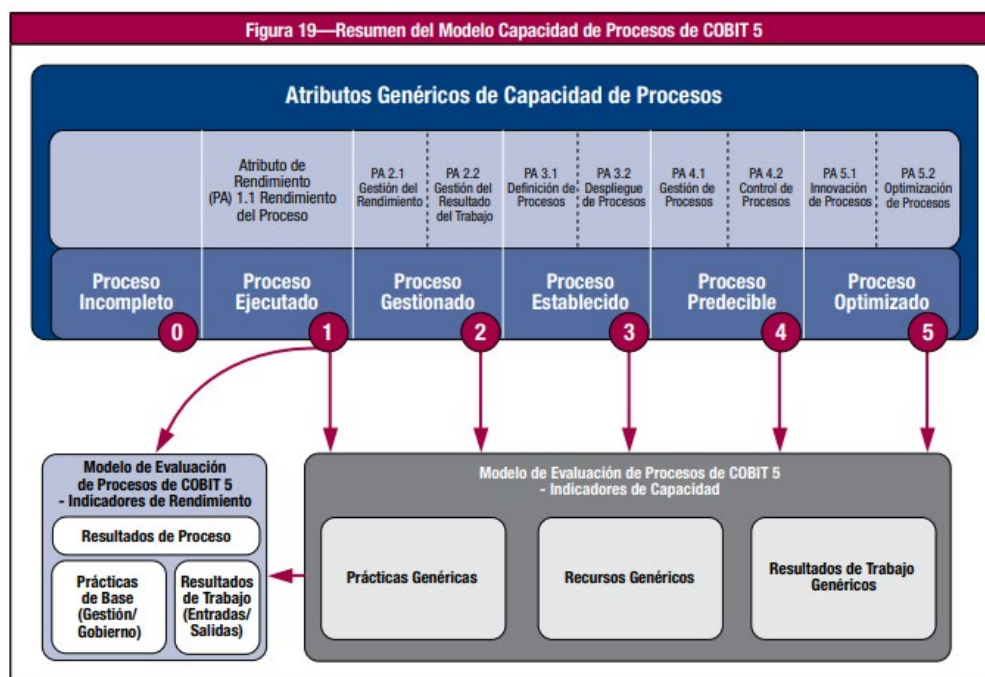 Figura 19—Resumen del Modelo Capacidad de Procesos de COBIT 5
Atributos Genéricos de Capacidad de Procesos
Atributo de
Rendimiento
(PA) 1.1 Rendimiento
del Proceso
PA 2.1
Gestión del
Rendimiento
PA 2.2
Gestión del
Resultado
del Trabajo
PA 3.1
Definición de
Procesos
PA 3.2
Despliegue
de Procesos
PA 4.1
Gestión de
Procesos
PA 4.2
Control de
Procesos
PA 5.1
Innovación
de Procesos
PA 5.2
Optimización
de Procesos
Proceso
Incompleto
0
Proceso
Ejecutado
1
Proceso
Gestionado
2
Proceso
Establecido
3
Proceso
Predecible
4
Proceso
Optimizado
5
Modelo de Evaluación
de Procesos de COBIT 5
- Indicadores de Rendimiento
Resultados de Proceso
Prácticas
de Base
(Gestión/
Gobierno)
Resultados
de Trabajo
(Entradas/
Salidas)
Modelo de Evaluación de Procesos de COBIT 5
- Indicadores de Capacidad
Prácticas Genéricas
Recursos Genéricos
Resultados de Trabajo
Genéricos